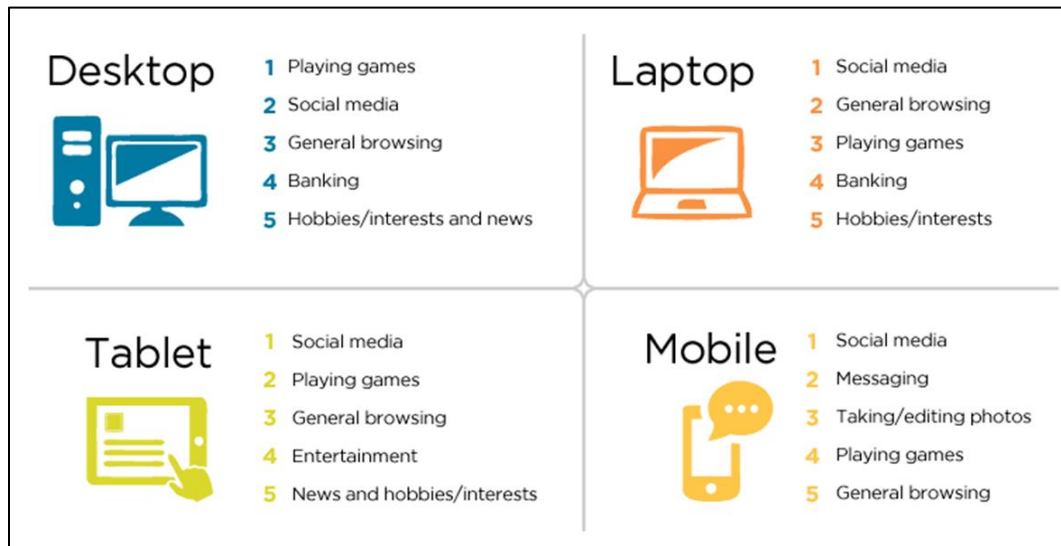 Desktop
1 Playing games
2 Social media
3 General browsing
4 Banking
5 Hobbies/interests and news
Laptop
1 Social media
2 General browsing
3 Playing games
4 Banking
5 Hobbies/interests
Tablet
1 Social media
2 Playing games
3 General browsing
4 Entertainment
5 News and hobbies/interests
Mobile
1 Social media
2 Messaging
3 Taking/editing photos
4 Playing games
5 General browsing